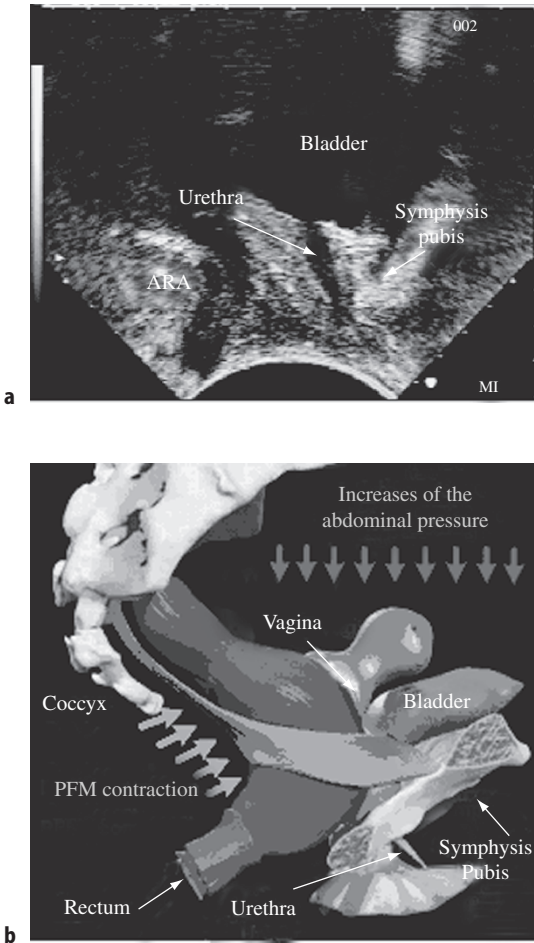 002
Bladder
Urethra
Symphysis
pubis
ARA
MI
a
Increases of the
abdominal pressure
Vagina
Bladder
Coccyx
PFM contraction
Symphysis
Pubis
Rectum
Urethra
b